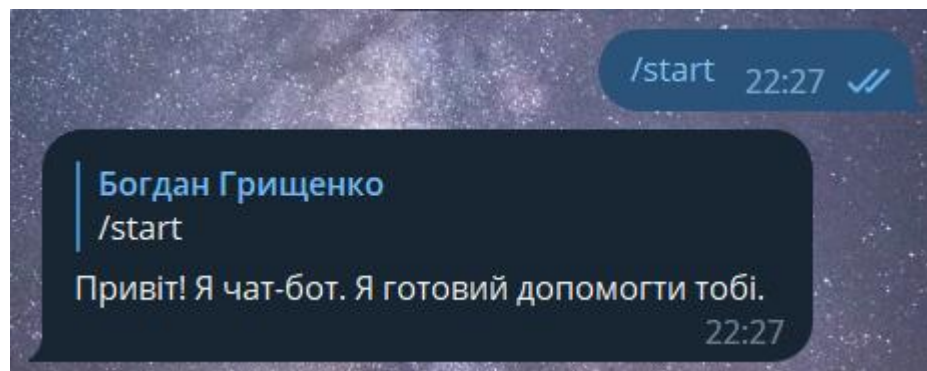 /start 22:27
Богдан Грищенко
/start
Привіт! Я чат-бот. Я готовий допомогти тобі.
22:27